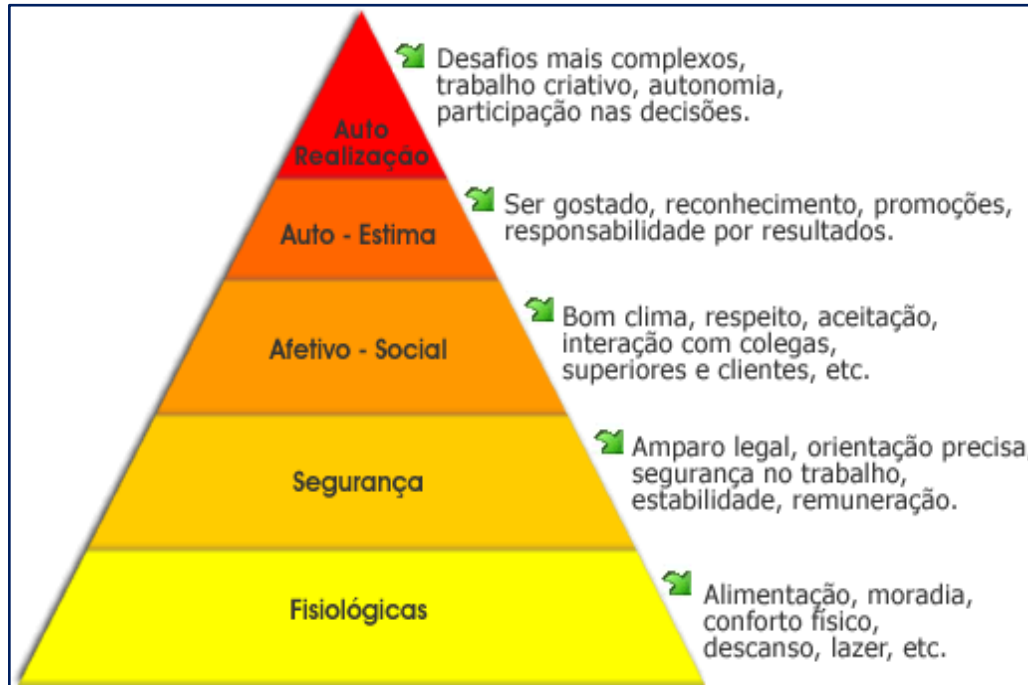 Desafios mais complexos,
trabalho criativo, autonomia,
participação nas decisões.
Auto
Realização
Ser gostado, reconhecimento, promoções,
responsabilidade por resultados.
Auto - Estima
Bom clima, respeito, aceitação,
interação com colegas,
superiores e clientes, etc.
Afetivo - Social
Amparo legal, orientação precisa,
segurança no trabalho,
estabilidade, remuneração.
Segurança
Alimentação, moradia,
conforto físico,
descanso, lazer, etc.
Fisiológicas